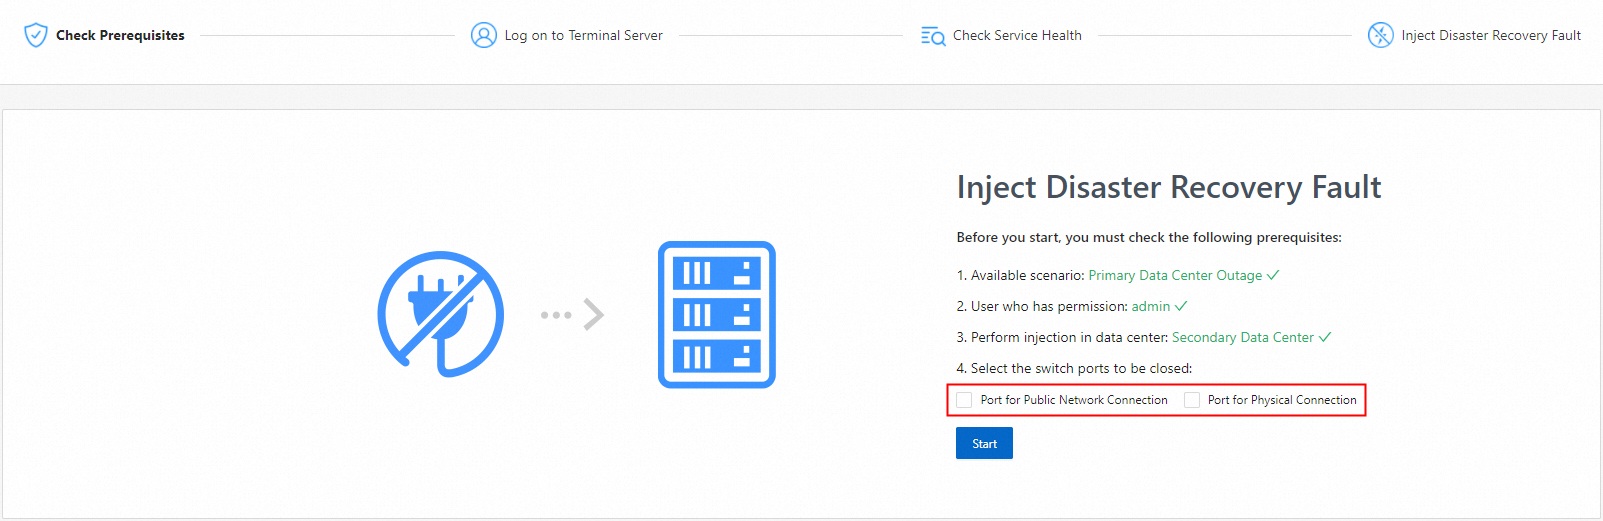 Check Prerequisites
Log on to Terminal Server
Check Service Health
Inject Disaster Recovery Fault
Inject Disaster Recovery Fault
Before you start, you must check the following prerequisites:
1. Available scenario: Primary Data Center Outage
2. User who has permission: admin
3. Perform injection in data center: Secondary Data Center
4. Select the switch ports to be closed:
Port for Public Network Connection Port for Physical Connection
Start